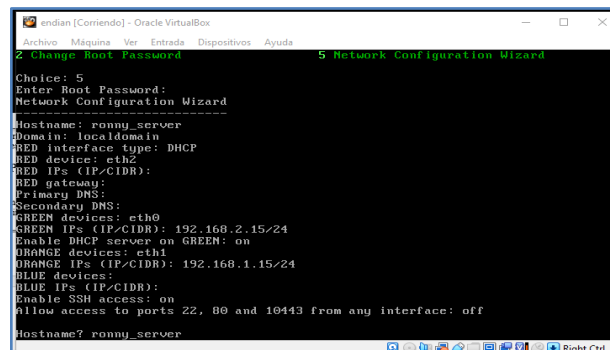 endian [Corriendo] - Oracle VirtualBox
Archivo Máquina Ver Entrada Dispositivos Ayuda
2 Change Root Password 5 Network Configuration Wizard
Choice: 5
Enter Root Password:
Network Configuration Wizard
----------------------------
Hostname: ronny_server
Domain: localdomain
RED interface type: DHCP
RED device: eth2
RED IPs (IP/CIDR):
RED gateway:
Primary DNS:
Secondary DNS:
GREEN devices: eth0
GREEN IPs (IP/CIDR): 192.168.2.15/24
Enable DHCP server on GREEN: on
ORANGE devices: eth1
ORANGE IPs (IP/CIDR): 192.168.1.15/24
BLUE devices:
BLUE IPs (IP/CIDR):
Enable SSH access: on
Allow access to ports 22, 80 and 10443 from any interface: off
Hostname? ronny_server
Right Ctrl